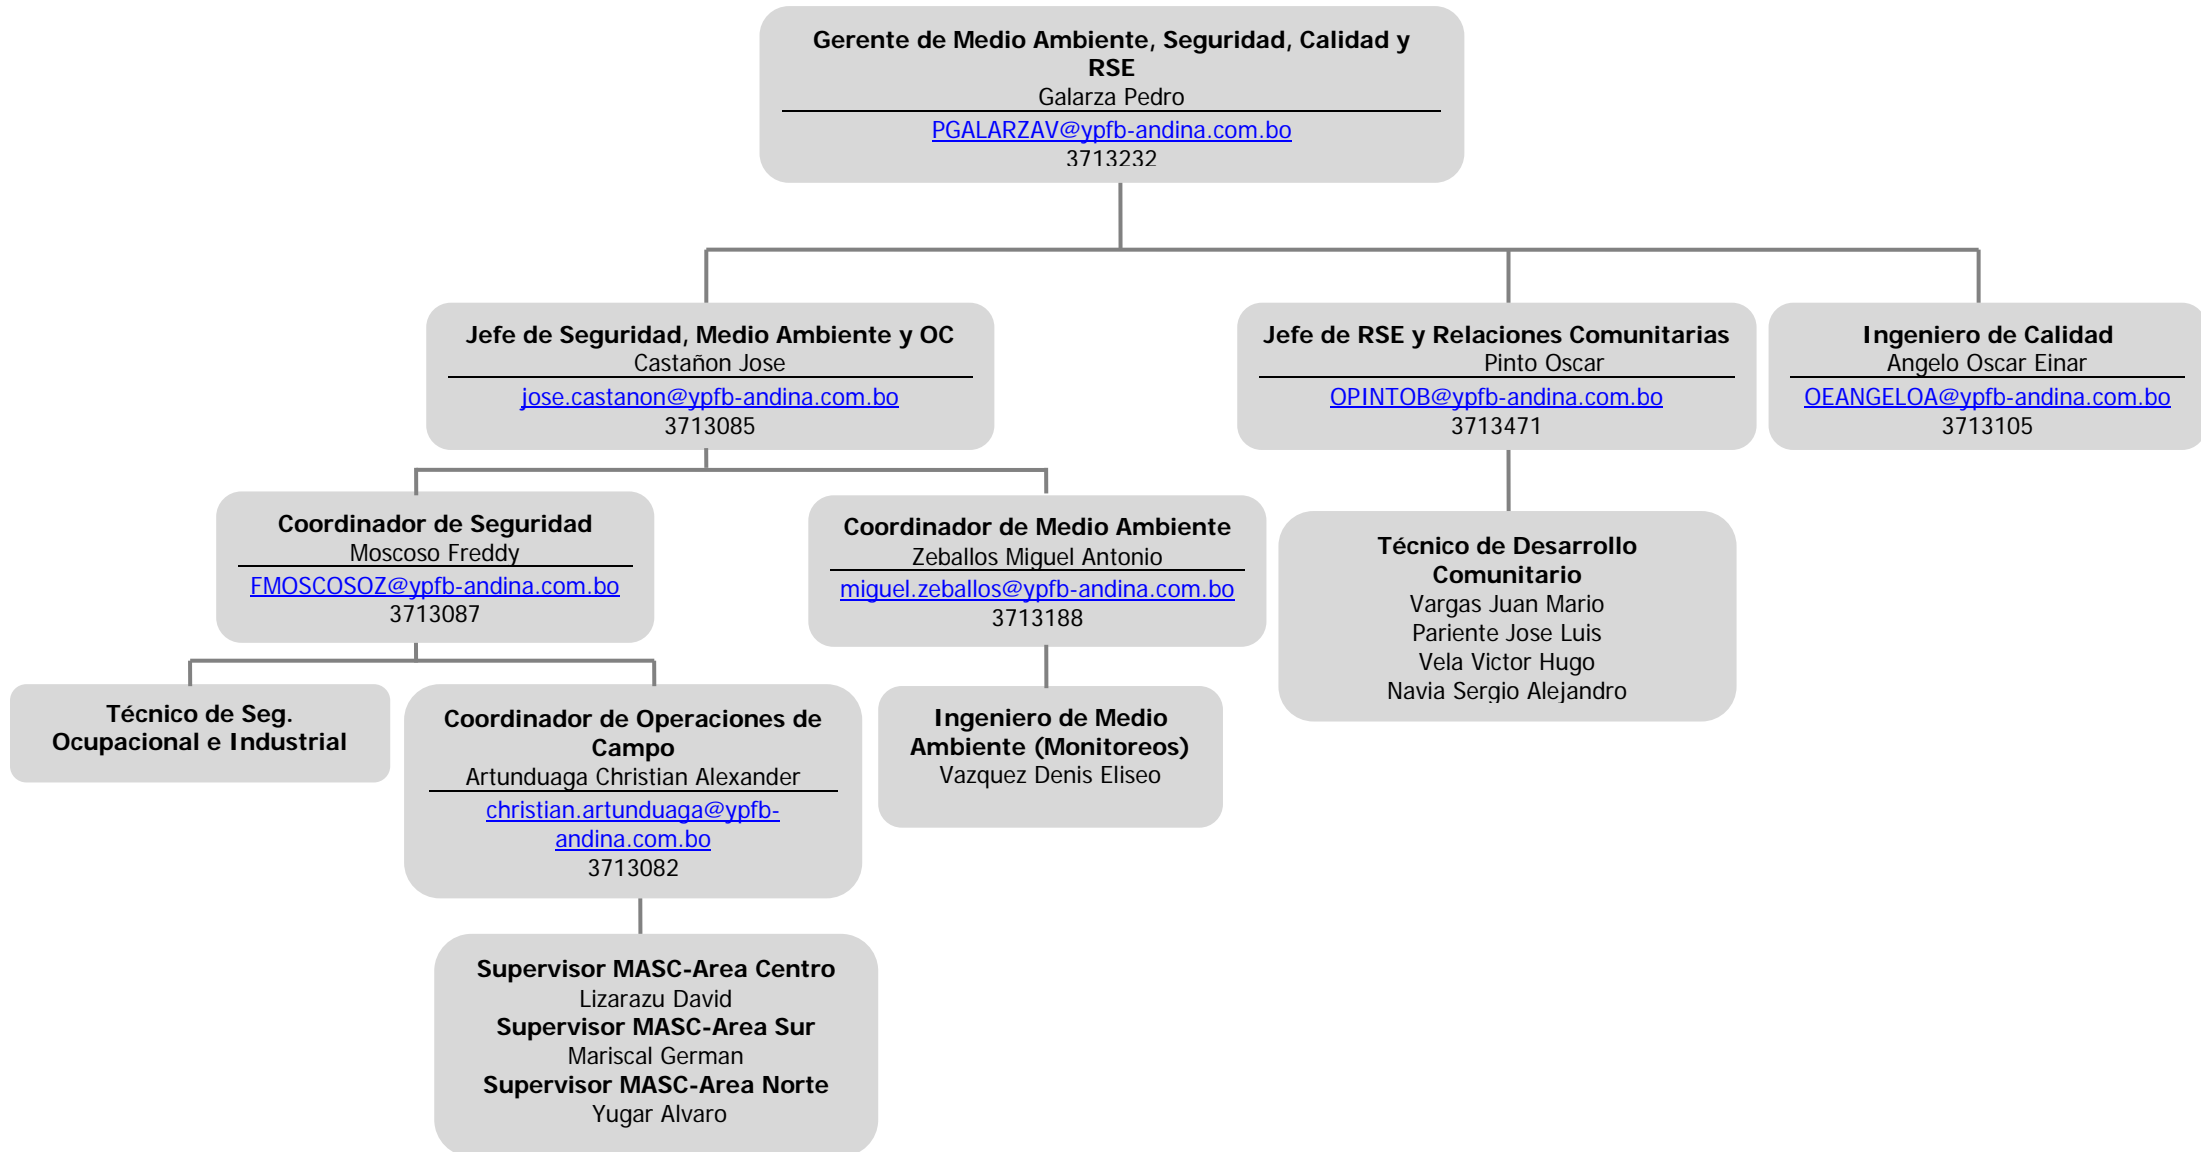 Gerente de Medio Ambiente, Seguridad, Calidad y
RSE
Galarza Pedro
PGALARZAV@ypfb-andina.com.bo
3713232
Jefe de Seguridad, Medio Ambiente y OC
Castañon Jose
jose.castanon@ypfb-andina.com.bo
3713085
Jefe de RSE y Relaciones Comunitarias
Pinto Oscar
OPINTOB@ypfb-andina.com.bo
3713471
Ingeniero de Calidad
Angelo Oscar Einar
OEANGELOA@ypfb-andina.com.bo
3713105
Coordinador de Seguridad
Moscoso Freddy
FMOSCOSOZ@ypfb-andina.com.bo
3713087
Coordinador de Medio Ambiente
Zeballos Miguel Antonio
miguel.zeballos@ypfb-andina.com.bo
3713188
Técnico de Desarrollo
Comunitario
Vargas Juan Mario
Pariente Jose Luis
Vela Victor Hugo
Navia Sergio Alejandro
Técnico de Seg.
Ocupacional e Industrial
Coordinador de Operaciones de
Campo
Artunduaga Christian Alexander
christian.artunduaga@ypfb-
andina.com.bo
3713082
Ingeniero de Medio
Ambiente (Monitoreos)
Vazquez Denis Eliseo
Supervisor MASC-Area Centro
Lizarazu David
Supervisor MASC-Area Sur
Mariscal German
Supervisor MASC-Area Norte
Yugar Alvaro